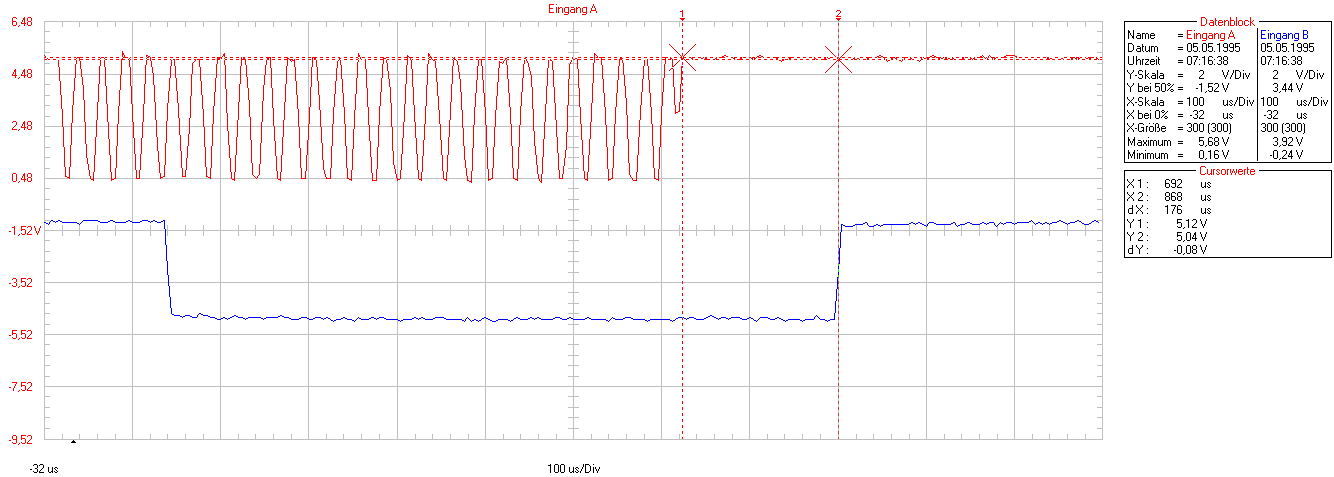 Eingang A
1
2
6,48
4,48
2,48
0,48
-1,52V
-3,52
-5,52
-7,52
-9,52
-32 us
100 us/Div
Datenblock
Name = Eingang A Eingang B
Datum = 05.05.1995 05.05.1995
Uhrzeit = 07:16:38 07:16:38
Y-Skala = 2 V/Div 2 V/Div
Y bei 50% = -1,52 V 3,44 V
X-Skala = 100 us/Div 100 us/Div
X bei 0% = -32 us -32 us
X-Größe = 300 (300) 300 (300)
Maximum = 5,68 V 3,92 V
Minimum = 0,16 V -0,24 V
Cursorwerte
X 1 : 692 us
X 2 : 868 us
d X : 176 us
Y 1 : 5,12 V
Y 2 : 5,04 V
d Y : -0,08 V